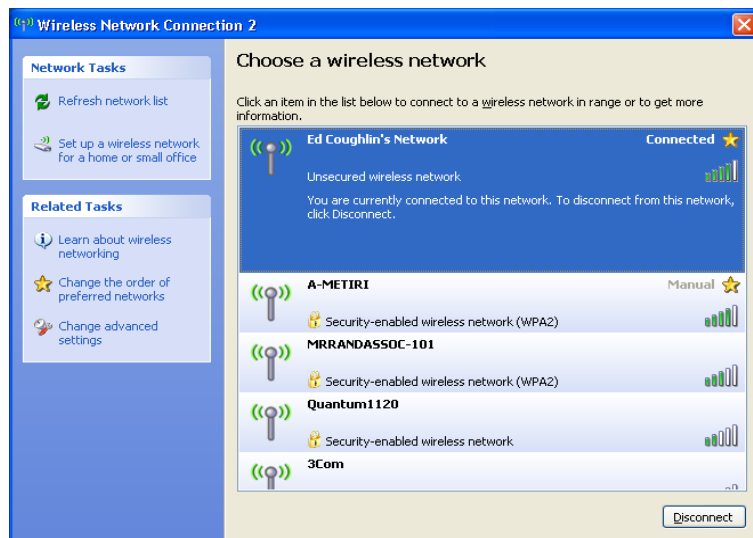 Wireless Network Connection 2
Network Tasks
Refresh network list
Set up a wireless network
for a home or small office
Related Tasks
Learn about wireless
networking
Change the order of
preferred networks
Change advanced
settings
Choose a wireless network
Click an item in the list below to connect to a wireless network in range or to get more
information.
Ed Coughlin's Network Connected
Unsecured wireless network
You are currently connected to this network. To disconnect from this network,
click Disconnect.
A-METIRI Manual
Security-enabled wireless network (WPA2)
MRRANDASSOC-101
Security-enabled wireless network (WPA2)
Quantum1120
Security-enabled wireless network
3Com
Disconnect